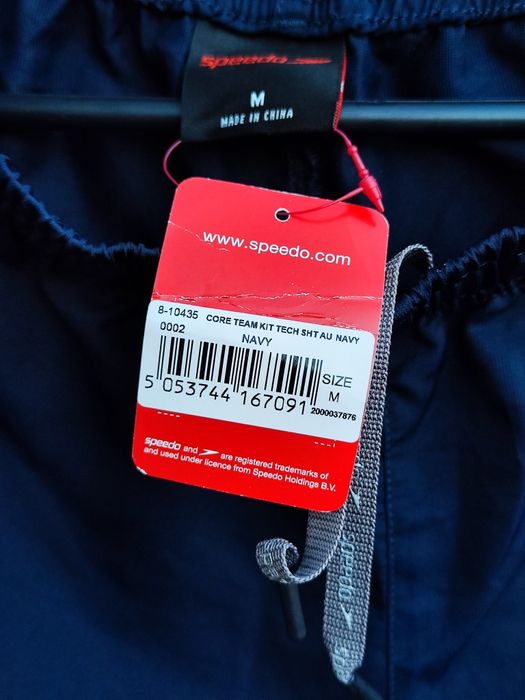 speedo
M
MADE IN CHINA
www.speedo.com
8-10435 CORE TEAM KIT TECH SHT AU NAVY
0002 NAVY
SIZE
M
5 053744 167091
2000037876
speedo and are registered trademarks of
and used under licence from Speedo Holdings B.V.
speedo